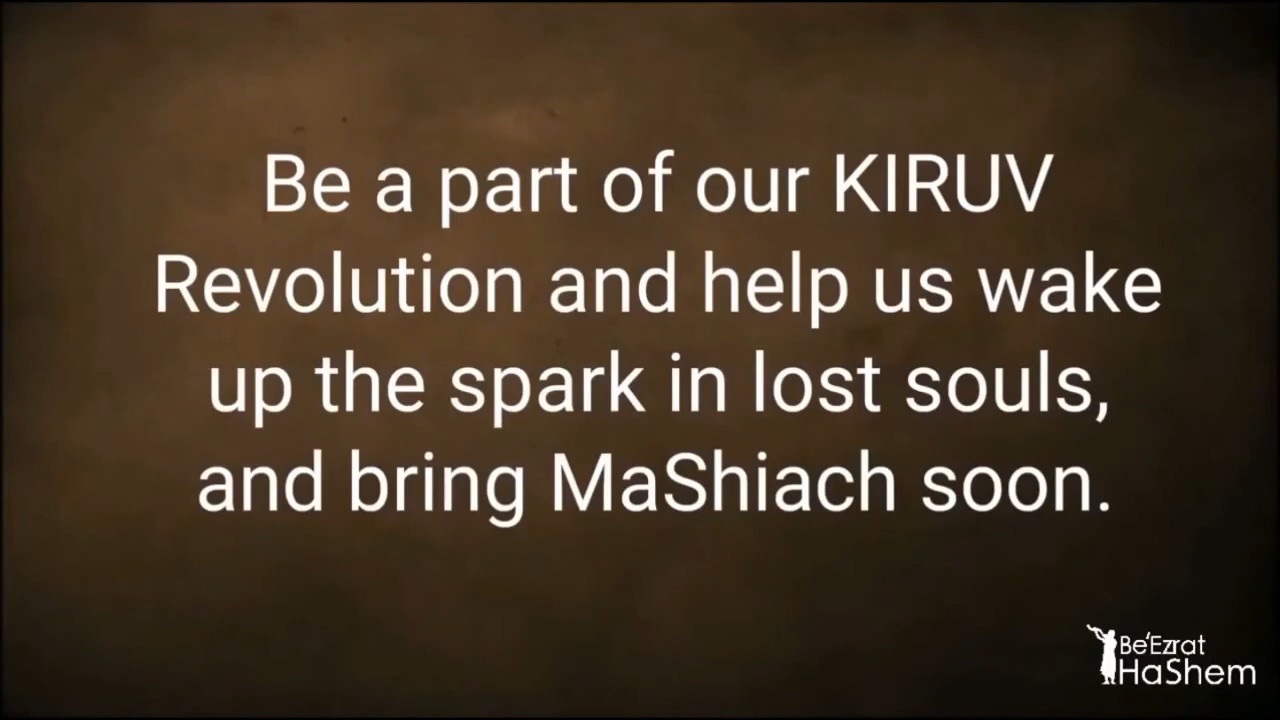 Be a part of our KIRUV
Revolution and help us wake
up the spark in lost souls,
and bring MaShiach soon.
Be'Ezrat
HaShem